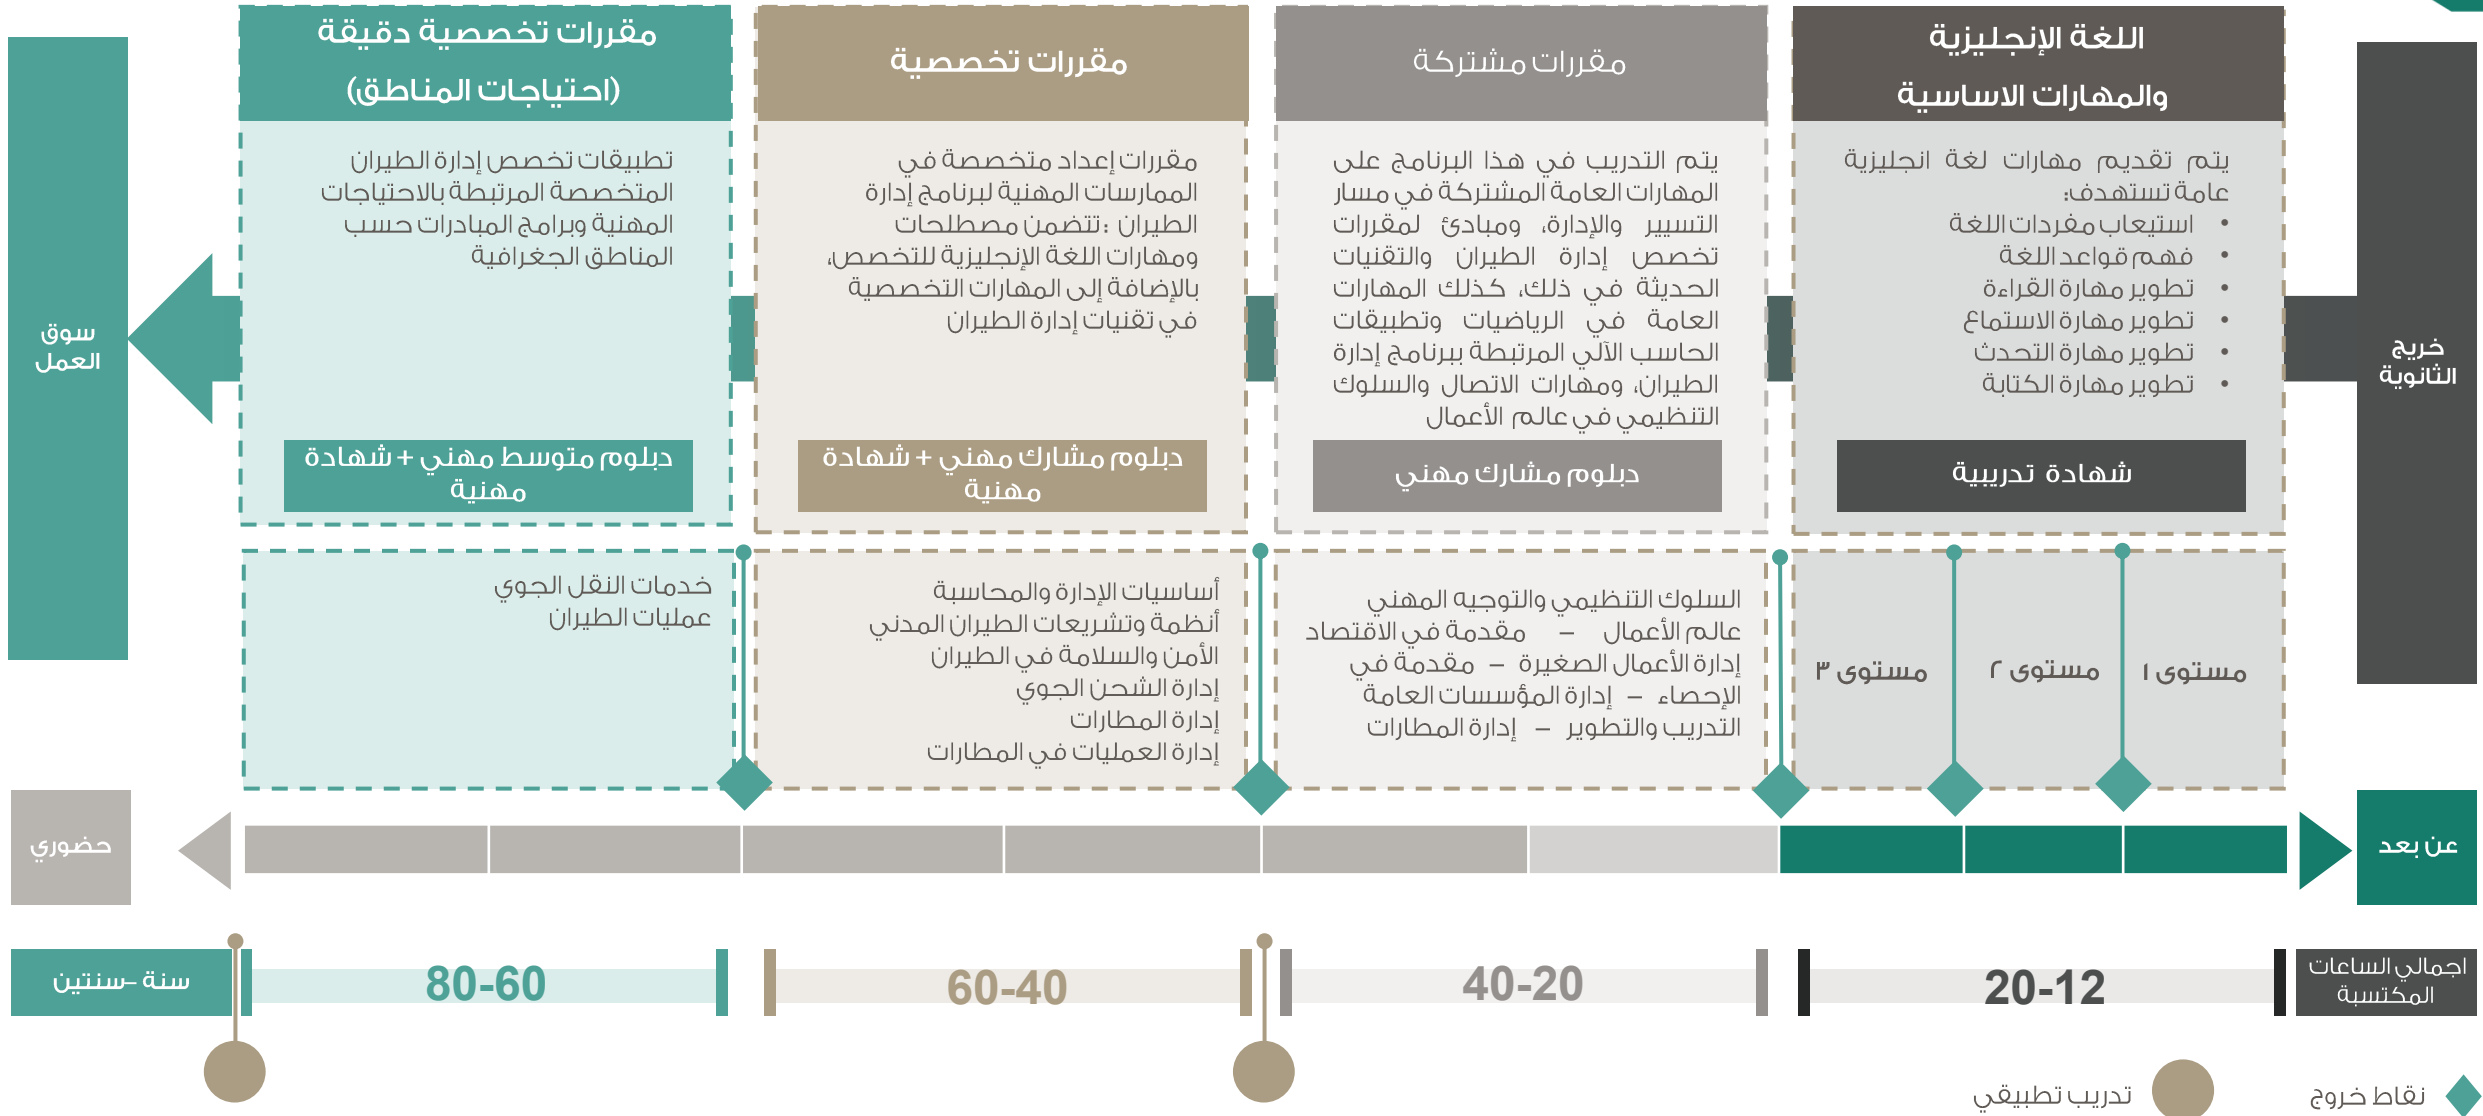 خريج
الثانوية
اللغة الإنجليزية
والمهارات الاساسية
يتم تقديم مهارات لغة انجليزية
عامة تستهدف:
• استيعاب مفردات اللغة
• فهم قواعد اللغة
• تطوير مهارة القراءة
• تطوير مهارة الاستماع
• تطوير مهارة التحدث
• تطوير مهارة الكتابة
شهادة تدريبية
مقررات مشتركة
يتم التدريب في هذا البرنامج على
المهارات العامة المشتركة في مسار
التسيير والإدارة، ومبادئ لمقررات
تخصص إدارة الطيران والتقنيات
الحديثة في ذلك، كذلك المهارات
العامة في الرياضيات وتطبيقات
الحاسب الآلي المرتبطة ببرنامج إدارة
الطيران، ومهارات الاتصال والسلوك
التنظيمي في عالم الأعمال
دبلوم مشارك مهني
مقررات تخصصية
مقررات إعداد متخصصة في
الممارسات المهنية لبرنامج إدارة
الطيران :تتضمن مصطلحات
ومهارات اللغة الإنجليزية للتخصص،
بالإضافة إلى المهارات التخصصية
في تقنيات إدارة الطيران
دبلوم مشارك مهني + شهادة
مهنية
مقررات تخصصية دقيقة
(احتياجات المناطق)
تطبيقات تخصص إدارة الطيران
المتخصصة المرتبطة بالاحتياجات
المهنية وبرامج المبادرات حسب
المناطق الجغرافية
دبلوم متوسط مهني + شهادة
مهنية
سوق
العمل
مستوى ١
مستوى ٢
مستوى ٣
السلوك التنظيمي والتوجيه المهني
عالم الأعمال – مقدمة في الاقتصاد
إدارة الأعمال الصغيرة – مقدمة في
الإحصاء – إدارة المؤسسات العامة
التدريب والتطوير – إدارة المطارات
أساسيات الإدارة والمحاسبة
أنظمة وتشريعات الطيران المدني
الأمن والسلامة في الطيران
إدارة الشحن الجوي
إدارة المطارات
إدارة العمليات في المطارات
خدمات النقل الجوي
عمليات الطيران
عن بعد
حضوري
اجمالي الساعات
المكتسبة
20-12
40-20
60-40
80-60
سنة –سنتين
نقاط خروج
تدريب تطبيقي